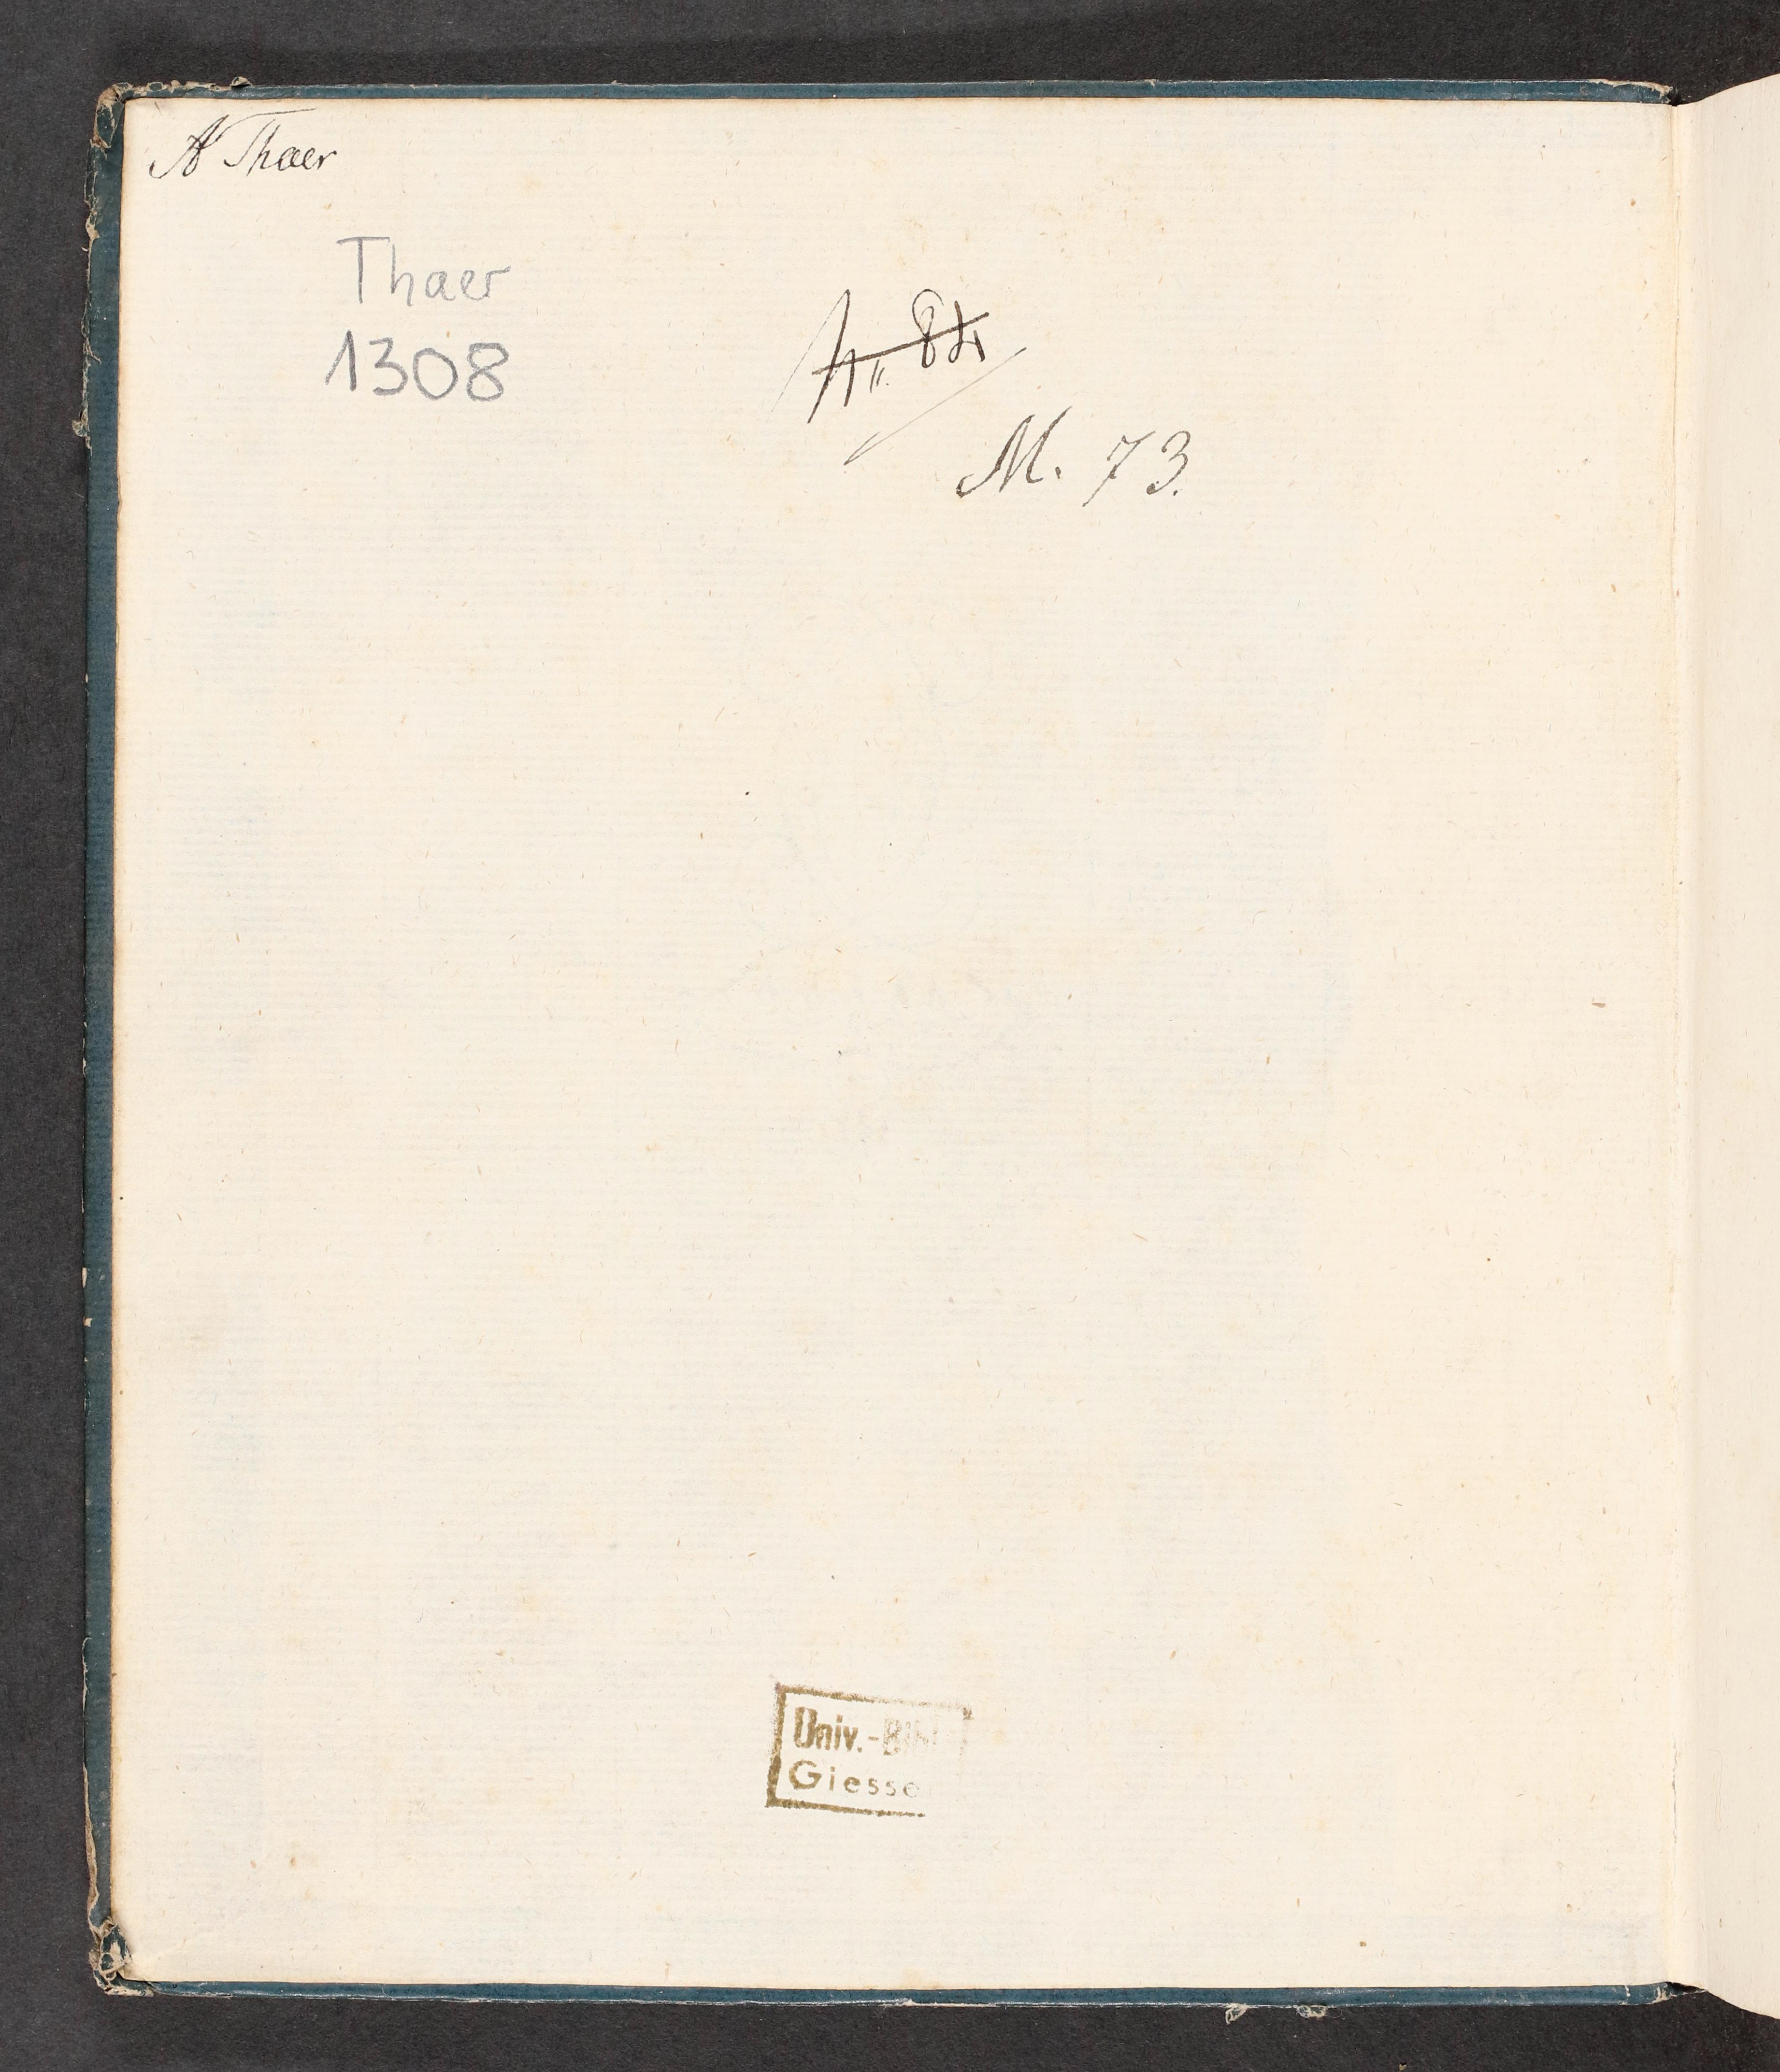 A Thaer
Thaer
1308
M. 73.
Univ.-Bib
Giesse